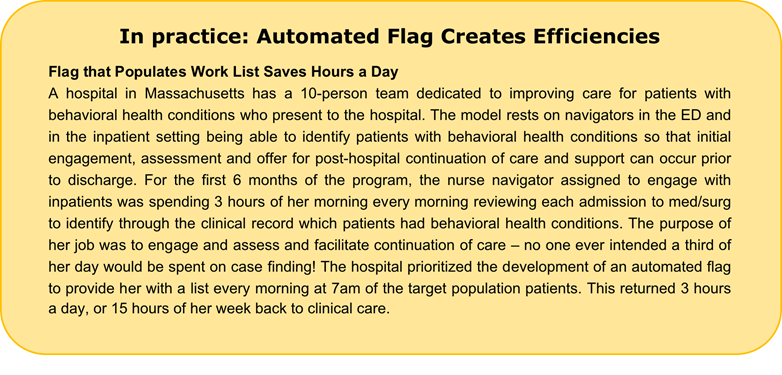 In practice: Automated Flag Creates Efficiencies
Flag that Populates Work List Saves Hours a Day
A hospital in Massachusetts has a 10-person team dedicated to improving care for patients with
behavioral health conditions who present to the hospital. The model rests on navigators in the ED and
in the inpatient setting being able to identify patients with behavioral health conditions so that initial
engagement, assessment and offer for post-hospital continuation of care and support can occur prior
to discharge. For the first 6 months of the program, the nurse navigator assigned to engage with
inpatients was spending 3 hours of her morning every morning reviewing each admission to med/surg
to identify through the clinical record which patients had behavioral health conditions. The purpose of
her job was to engage and assess and facilitate continuation of care – no one ever intended a third of
her day would be spent on case finding! The hospital prioritized the development of an automated flag
to provide her with a list every morning at 7am of the target population patients. This returned 3 hours
a day, or 15 hours of her week back to clinical care.